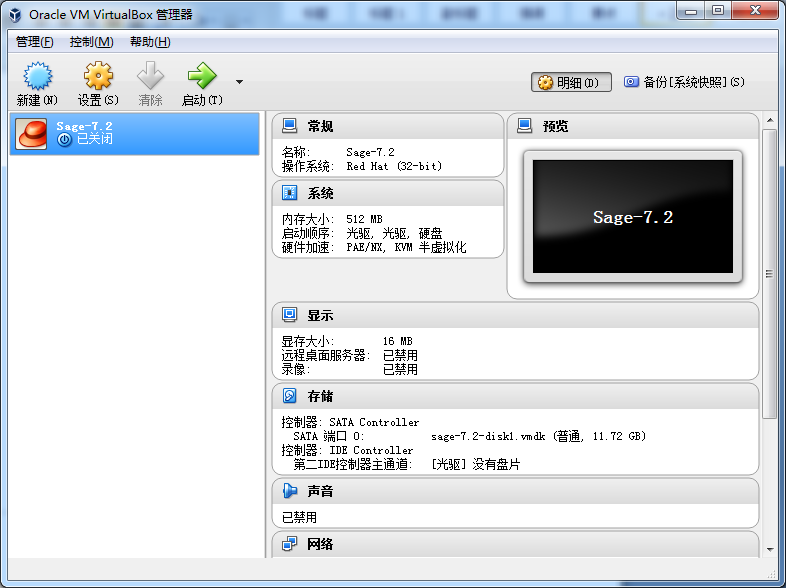 Oracle VM VirtualBox 管理器
管理(F) 控制(M) 帮助(H)
新建(N) 设置(S) 清除 启动(T) 明细(D) 备份[系统快照](S)
Sage-7.2
已关闭
常规
名称: Sage-7.2
操作系统: Red Hat (32-bit)
系统
内存大小: 512 MB
启动顺序: 光驱, 光驱, 硬盘
硬件加速: PAE/NX, KVM 半虚拟化
预览
Sage-7.2
显示
显存大小: 16 MB
远程桌面服务器: 已禁用
录像: 已禁用
存储
控制器: SATA Controller
SATA 端口 0: sage-7.2-disk1.vmdk (普通, 11.72 GB)
控制器: IDE Controller
第二IDE控制器主通道: [光驱] 没有盘片
声音
已禁用
网络